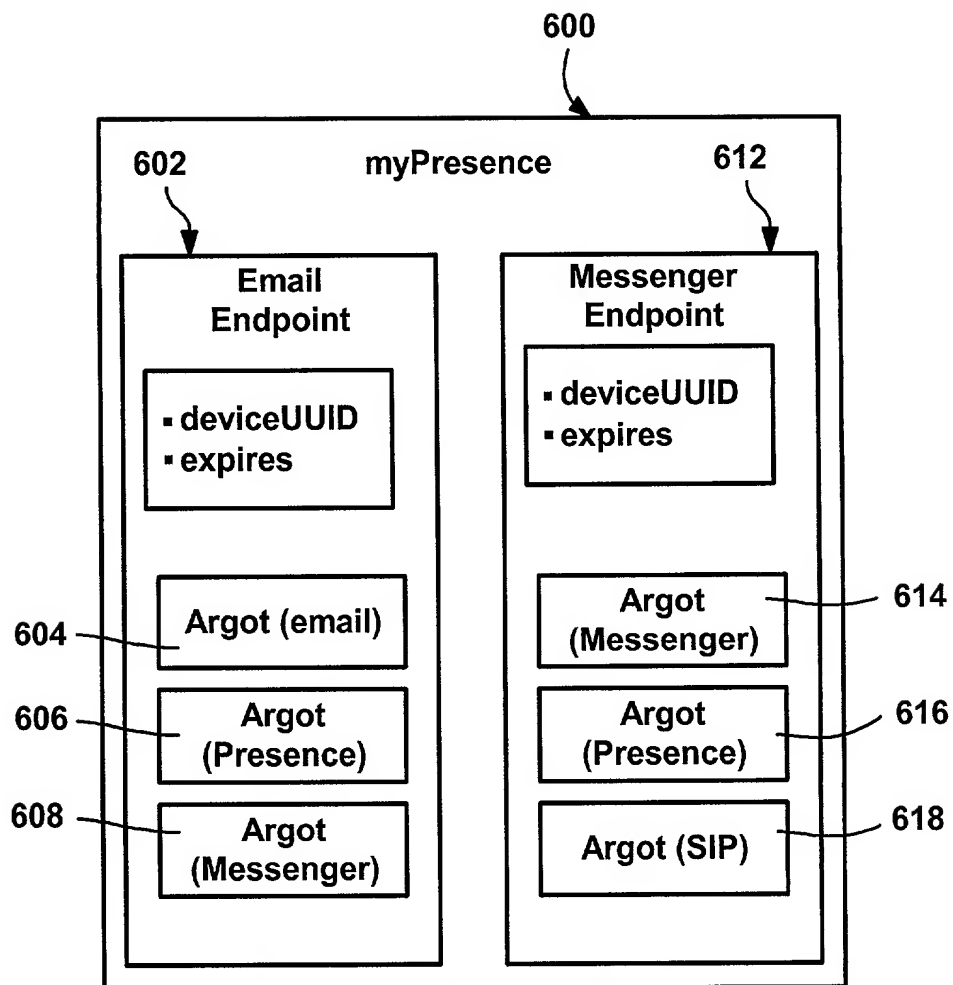 600
602
myPresence
612
Email
Endpoint
▪ deviceUUID
▪ expires
604
Argot (email)
606
Argot
(Presence)
608
Argot
(Messenger)
Messenger
Endpoint
▪ deviceUUID
▪ expires
Argot
(Messenger)
614
Argot
(Presence)
616
Argot (SIP)
618